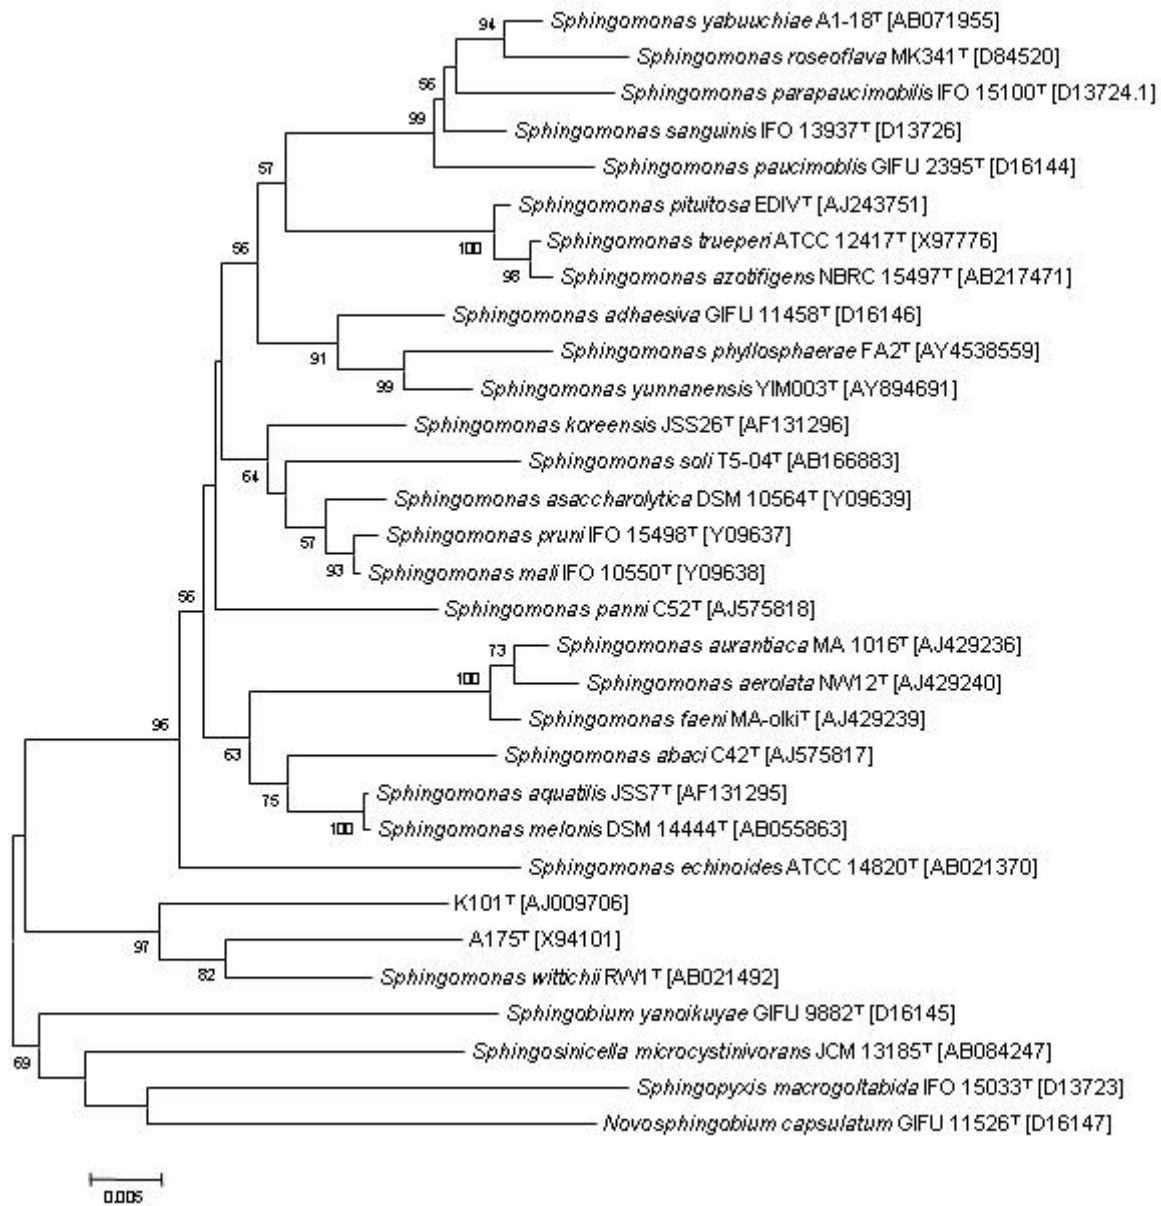 94
Sphingomonas yabuuchiae A1-18ᵀ [AB071955]
Sphingomonas roseoflava MK341ᵀ [D84520]
56
Sphingomonas parapaucimobilis IFO 15100ᵀ [D13724.1]
99
Sphingomonas sanguinis IFO 13937ᵀ [D13726]
57
Sphingomonas paucimoblis GIFU 2395ᵀ [D16144]
Sphingomonas pituitosa EDIVᵀ [AJ243751]
56
100
Sphingomonas trueperi ATCC 12417ᵀ [X97776]
98
Sphingomonas azotifigens NBRC 15497ᵀ [AB217471]
Sphingomonas adhaesiva GIFU 11458ᵀ [D16146]
91
Sphingomonas phyllosphaerae FA2ᵀ [AY4538559]
99
Sphingomonas yunnanensis YIM003ᵀ [AY894691]
Sphingomonas koreensis JSS26ᵀ [AF131296]
64
Sphingomonas soli T5-04ᵀ [AB166883]
Sphingomonas asaccharolytica DSM 10564ᵀ [Y09639]
57
Sphingomonas pruni IFO 15498ᵀ [Y09637]
93
Sphingomonas mali IFO 10550ᵀ [Y09638]
56
Sphingomonas panni C52ᵀ [AJ575818]
73
Sphingomonas aurantiaca MA 1016ᵀ [AJ429236]
100
Sphingomonas aerolata NW12ᵀ [AJ429240]
Sphingomonas faeni MA-olkiᵀ [AJ429239]
96
63
Sphingomonas abaci C42ᵀ [AJ575817]
75
Sphingomonas aquatilis JSS7ᵀ [AF131295]
100
Sphingomonas melonis DSM 14444ᵀ [AB055863]
Sphingomonas echinoides ATCC 14820ᵀ [AB021370]
K101ᵀ [AJ009706]
97
A175ᵀ [X94101]
82
Sphingomonas wittichii RW1ᵀ [AB021492]
Sphingobium yanoikuyae GIFU 9882ᵀ [D16145]
69
Sphingosinicella microcystinivorans JCM 13185ᵀ [AB084247]
Sphingopyxis macrogoltabida IFO 15033ᵀ [D13723]
Novosphingobium capsulatum GIFU 11526ᵀ [D16147]
0.005